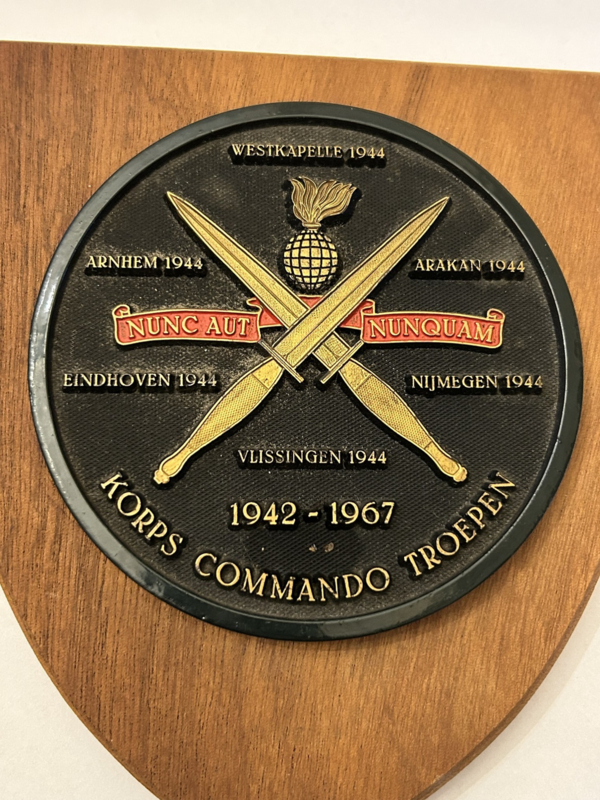 WESTKAPELLE 1944
ARNHEM 1944
ARAKAN 1944
NUNC AUT NUNQUAM
EINDHOVEN 1944
NIJMEGEN 1944
VLISSINGEN 1944
1942 - 1967
KORPS COMMANDO TROEPEN